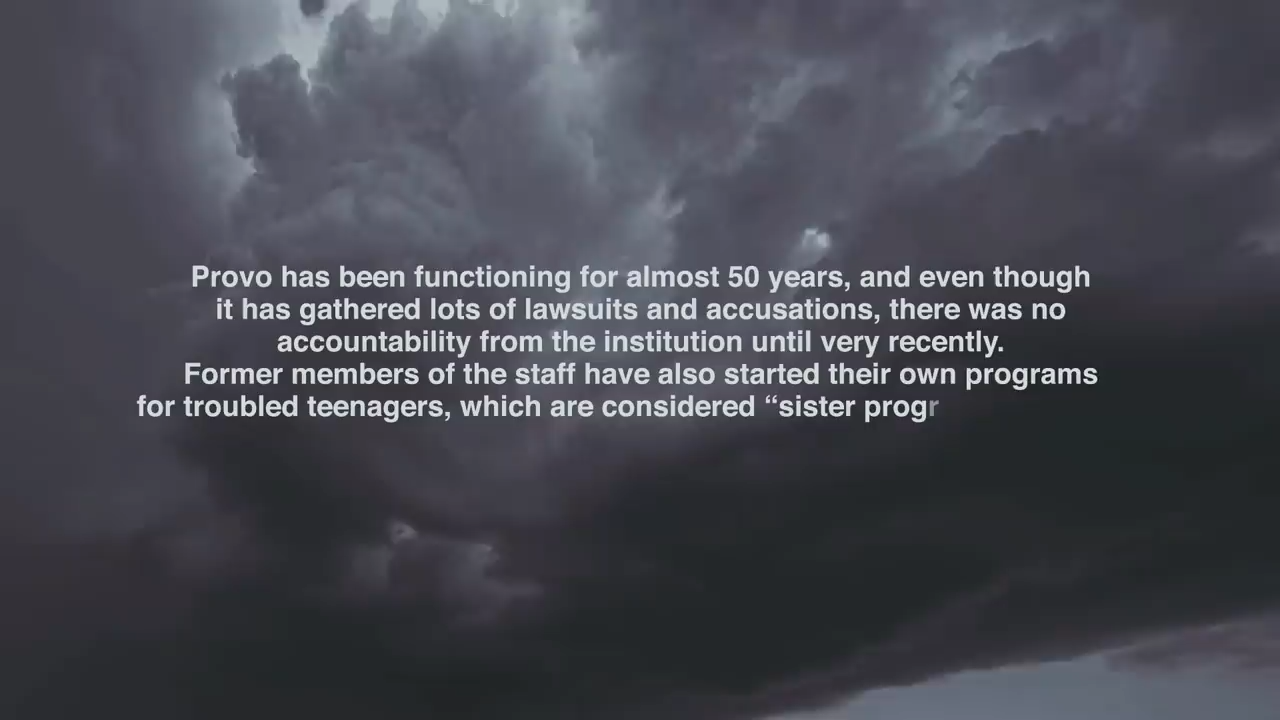 Provo has been functioning for almost 50 years, and even though
it has gathered lots of lawsuits and accusations, there was no
accountability from the institution until very recently.
Former members of the staff have also started their own programs
for troubled teenagers, which are considered “sister progr